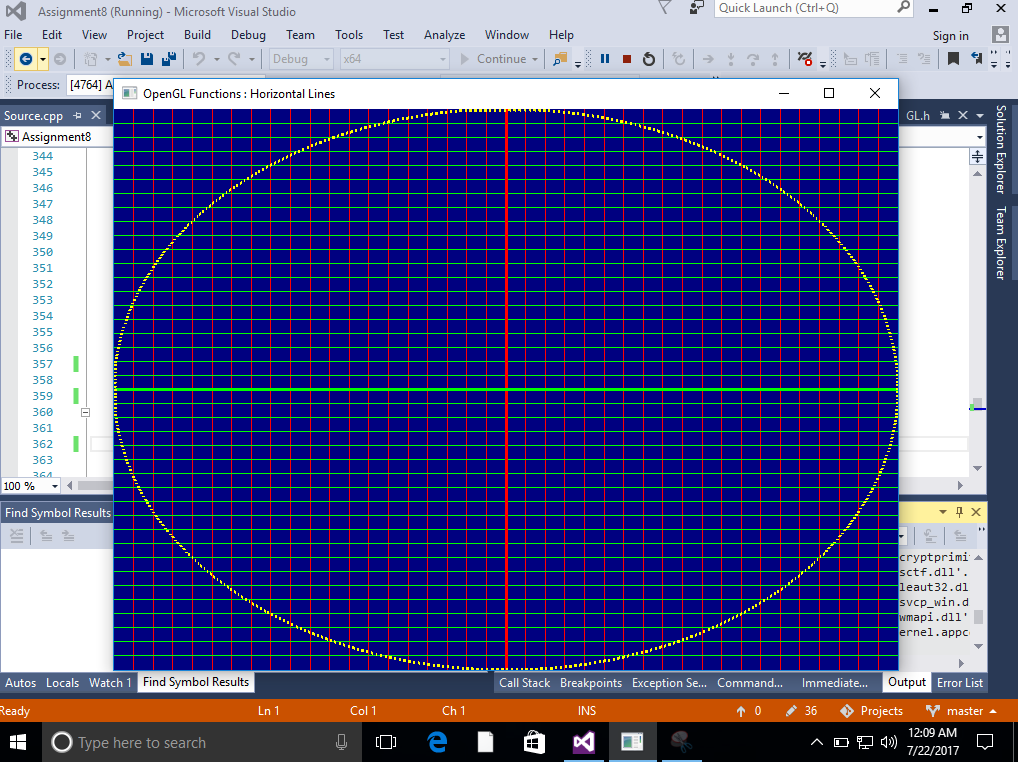 Assignment8 (Running) - Microsoft Visual Studio
Quick Launch (Ctrl+Q)
File Edit View Project Build Debug Team Tools Test Analyze Window Help
Sign in
Debug x64 Continue
Process: [4764] A
OpenGL Functions : Horizontal Lines
Source.cpp
GL.h
Assignment8
Solution Explorer
Team Explorer
344
345
346
347
348
349
350
351
352
353
354
355
356
357
358
359
360
361
362
363
364
100 %
Find Symbol Results
cryptprimi
sctf.dll'.
leaut32.dl
svcp_win.d
wmapi.dll'
ernel.appc
Autos Locals Watch 1 Find Symbol Results
Call Stack Breakpoints Exception Se... Command... Immediate... Output Error List
Ready Ln 1 Col 1 Ch 1 INS 0 36 Projects master
Type here to search
12:09 AM
7/22/2017